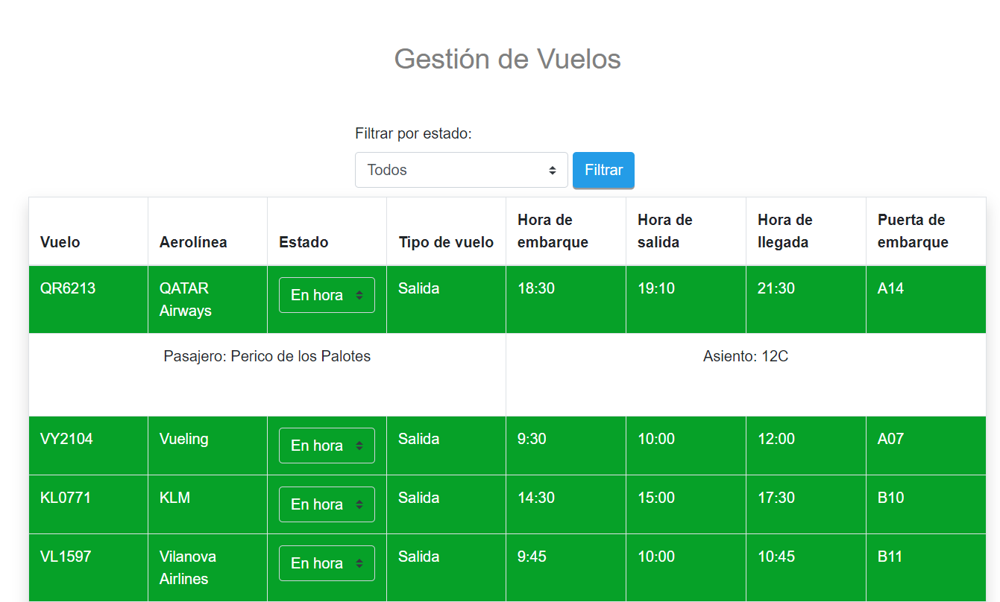 Gestión de Vuelos
Filtrar por estado:
Todos Filtrar
Vuelo Aerolínea Estado Tipo de vuelo Hora de embarque Hora de salida Hora de llegada Puerta de embarque
QR6213 QATAR Airways En hora Salida 18:30 19:10 21:30 A14
Pasajero: Perico de los Palotes Asiento: 12C
VY2104 Vueling En hora Salida 9:30 10:00 12:00 A07
KL0771 KLM En hora Salida 14:30 15:00 17:30 B10
VL1597 Vilanova Airlines En hora Salida 9:45 10:00 10:45 B11